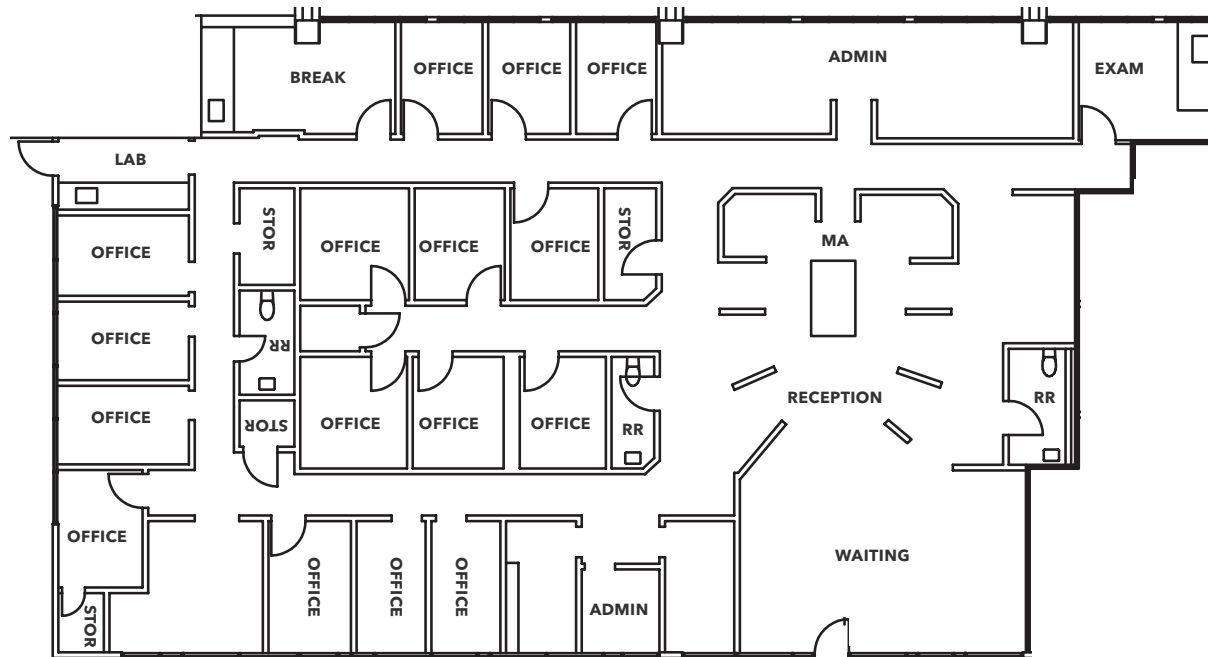 BREAK
OFFICE
OFFICE
OFFICE
ADMIN
EXAM
LAB
OFFICE
STOR
OFFICE
OFFICE
OFFICE
STOR
MA
OFFICE
RR
OFFICE
STOR
OFFICE
OFFICE
OFFICE
RR
RECEPTION
RR
OFFICE
OFFICE
OFFICE
OFFICE
WAITING
STOR
ADMIN